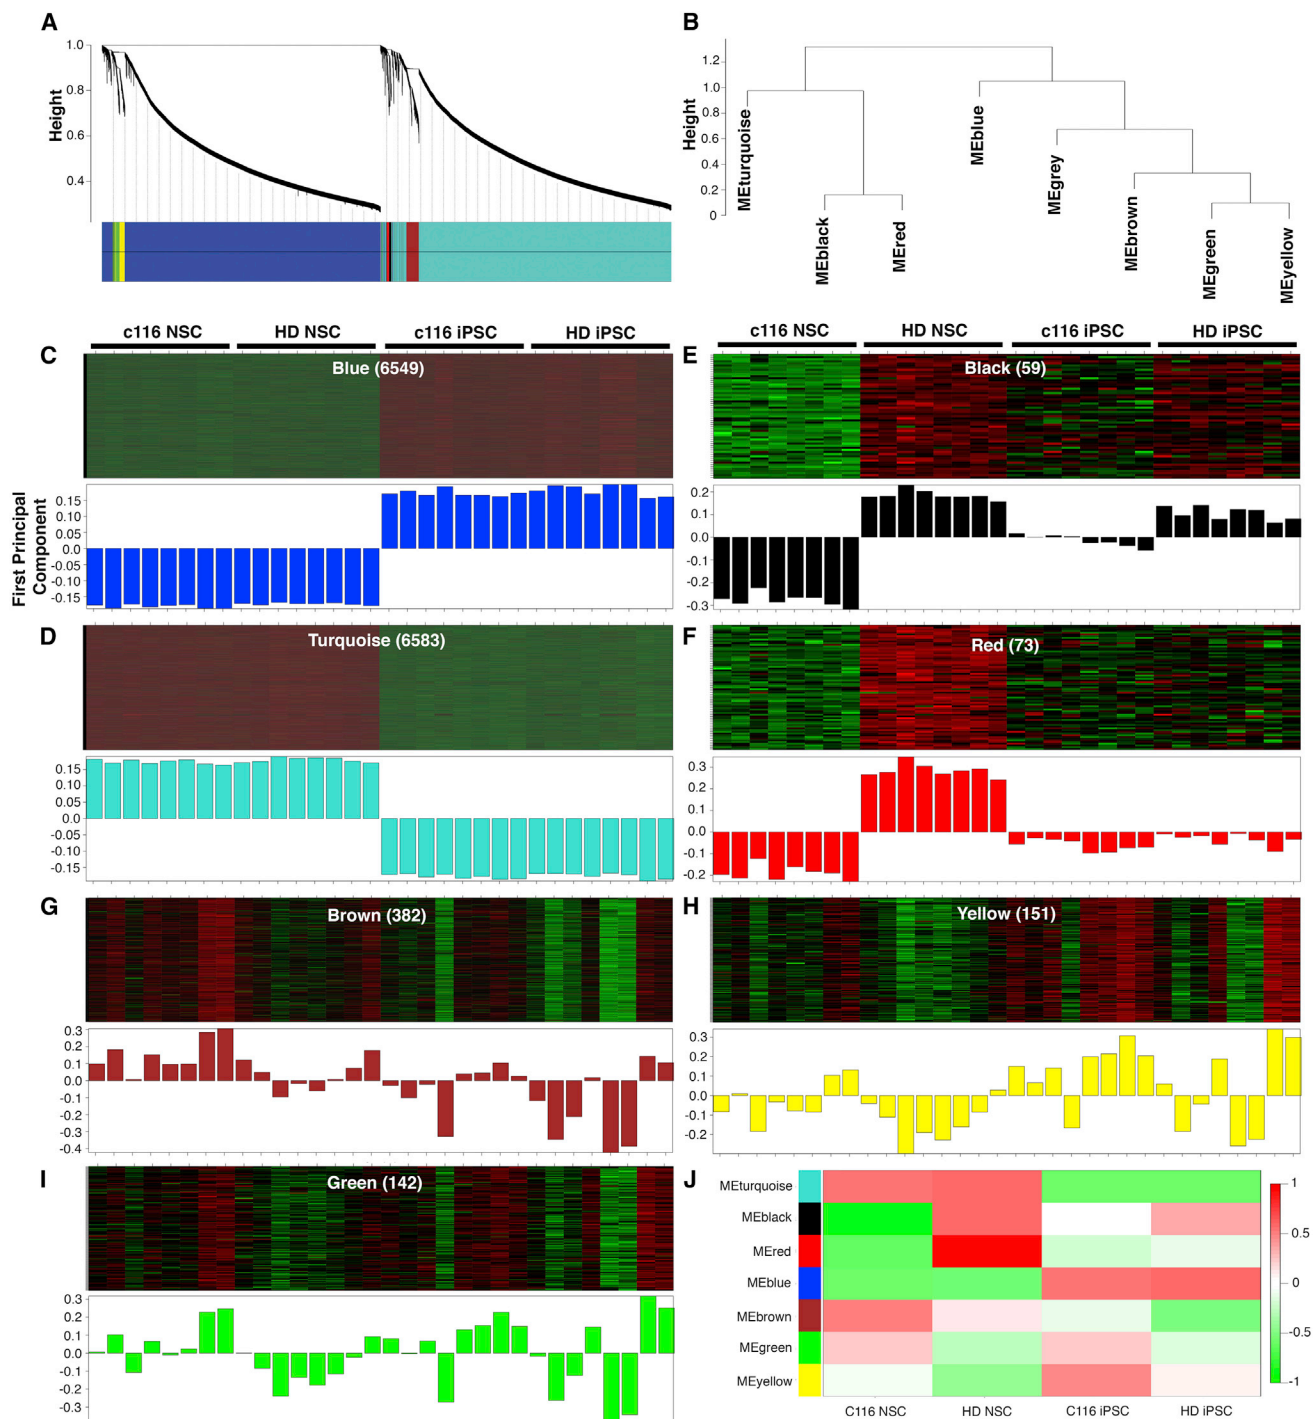 A
B
1.0
0.8
0.6
0.4
Height
1.2
1.0
0.8
0.6
0.4
0.2
0
Height
MEturquoise
MEblack
MEred
MEblue
MEgrey
MEbrown
MEgreen
MEyellow
c116 NSC
HD NSC
c116 iPSC
HD iPSC
c116 NSC
HD NSC
c116 iPSC
HD iPSC
C
Blue (6549)
First Principal
Component
0.15
0.10
0.05
0.0
-0.05
-0.10
-0.15
E
Black (59)
0.2
0.1
0.0
-0.1
-0.2
-0.3
D
Turquoise (6583)
0.15
0.10
0.05
0.0
-0.05
-0.10
-0.15
F
Red (73)
0.3
0.2
0.1
0.0
-0.1
-0.2
G
Brown (382)
0.3
0.2
0.1
0.0
-0.1
-0.2
-0.3
-0.4
H
Yellow (151)
0.3
0.2
0.1
0.0
-0.1
-0.2
I
Green (142)
0.3
0.2
0.1
0.0
-0.1
-0.2
-0.3
J
MEturquoise
MEblack
MEred
MEblue
MEbrown
MEgreen
MEyellow
C116 NSC
HD NSC
C116 iPSC
HD iPSC
1
0.5
0
-0.5
-1